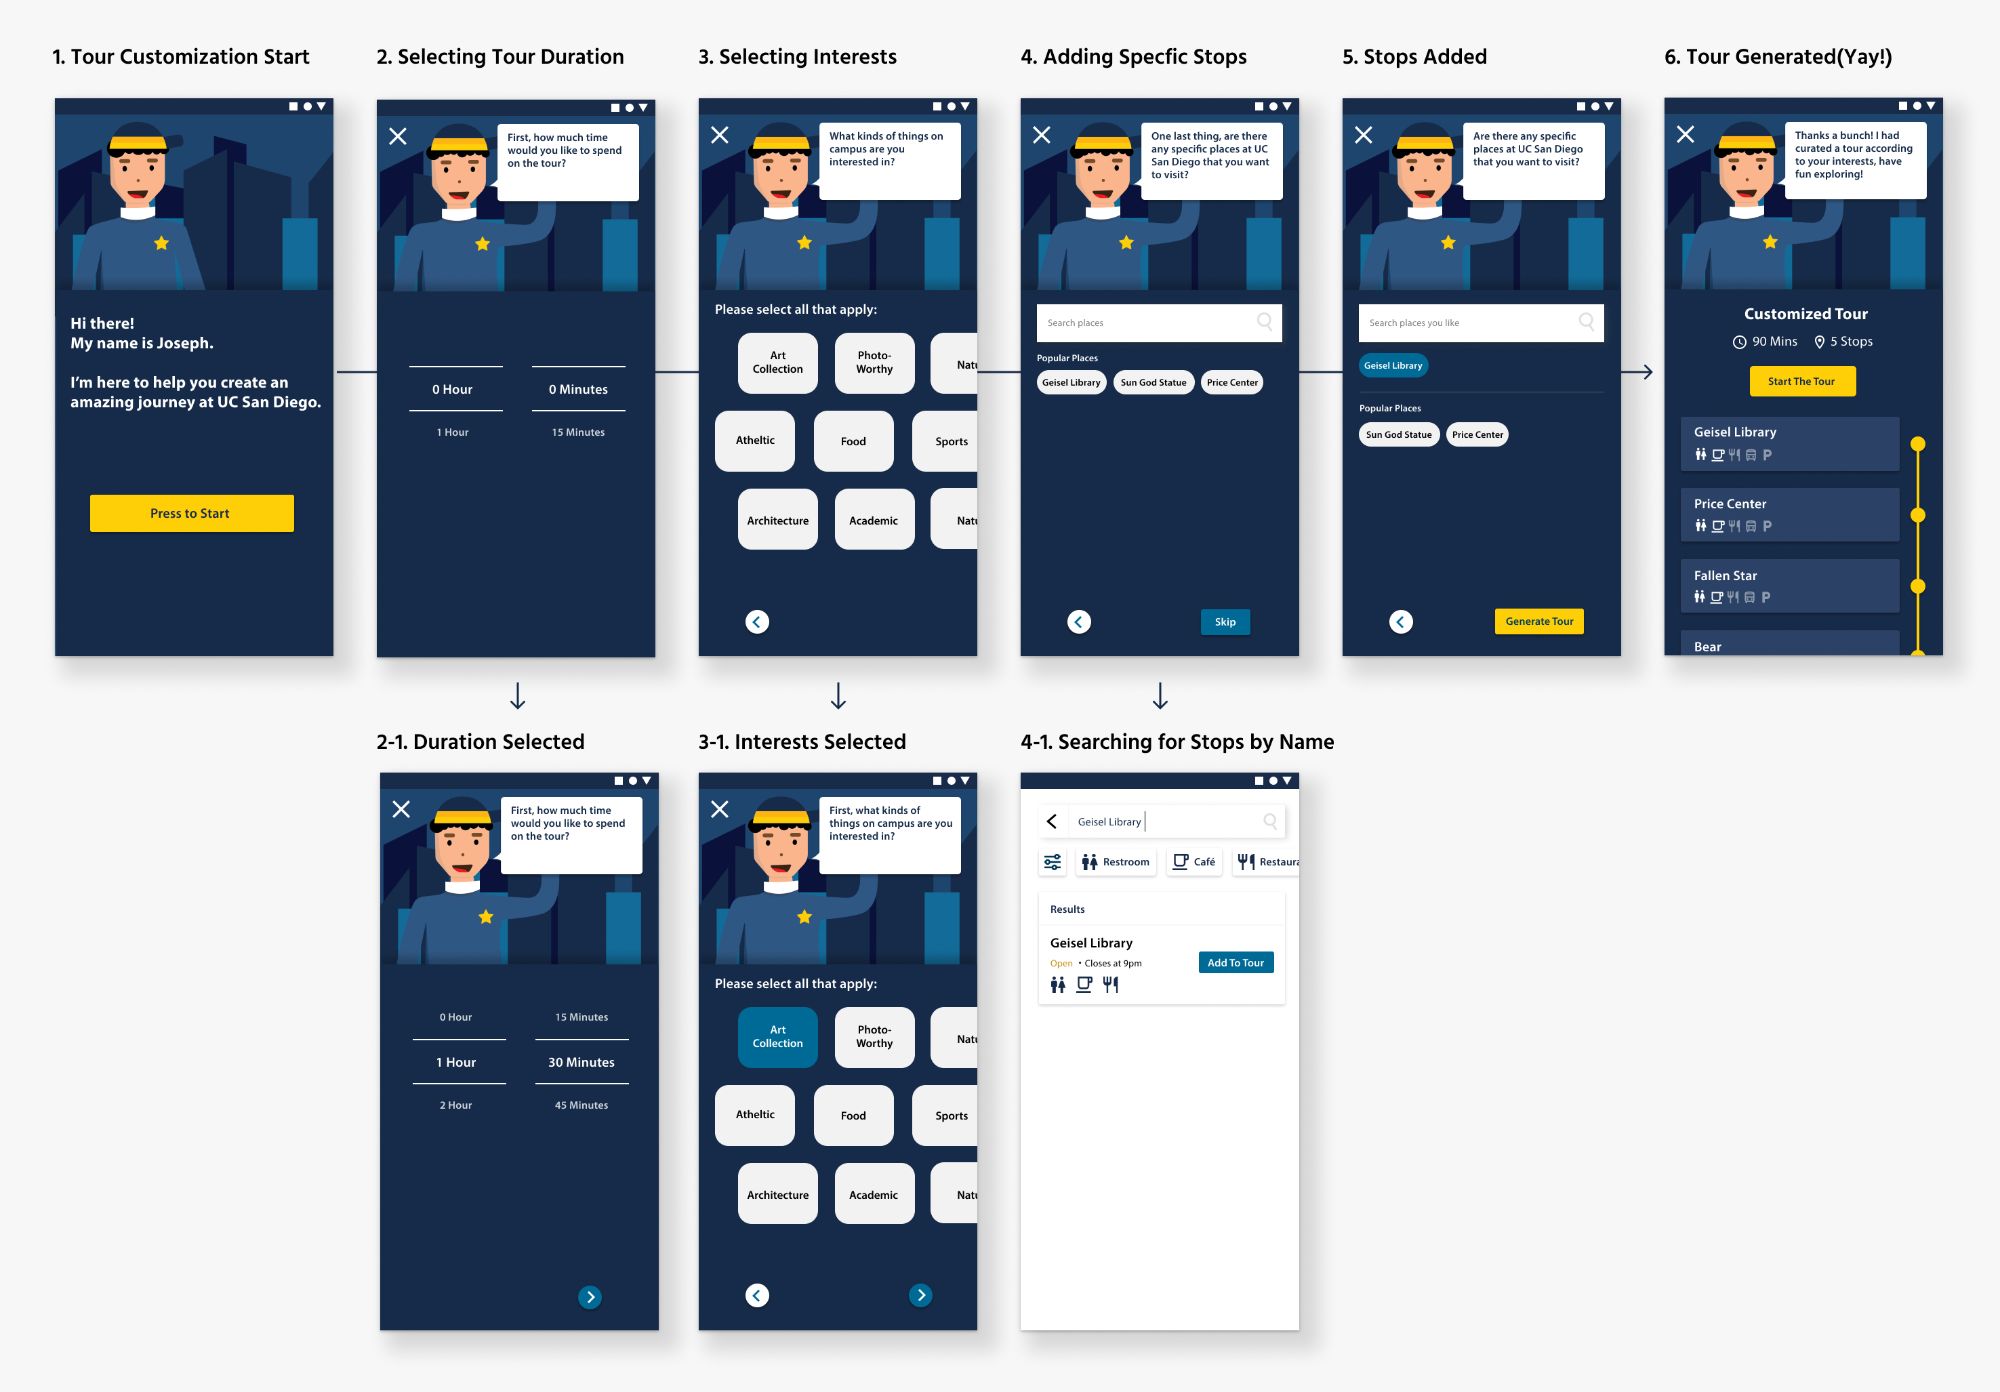 1. Tour Customization Start
Hi there!
My name is Joseph.
I'm here to help you create an
amazing journey at UC San Diego.
Press to Start
2. Selecting Tour Duration
First, how much time
would you like to spend
on the tour?
0 Hour 0 Minutes
1 Hour 15 Minutes
3. Selecting Interests
What kinds of things on
campus are you
interested in?
Please select all that apply:
Art
Collection
Photo-
Worthy
Natu
Atheltic
Food
Sports
Architecture
Academic
Natu
4. Adding Specfic Stops
One last thing, are there
any specific places at UC
San Diego that you want
to visit?
Search places
Popular Places
Geisel Library Sun God Statue Price Center
Skip
5. Stops Added
Are there any specific
places at UC San Diego
that you want to visit?
Search places you like
Geisel Library
Popular Places
Sun God Statue Price Center
Generate Tour
6. Tour Generated(Yay!)
Thanks a bunch! I had
curated a tour according
to your interests, have
fun exploring!
Customized Tour
90 Mins 5 Stops
Start The Tour
Geisel Library
P
Price Center
P
Fallen Star
P
Bear
2-1. Duration Selected
First, how much time
would you like to spend
on the tour?
0 Hour 15 Minutes
1 Hour 30 Minutes
2 Hour 45 Minutes
3-1. Interests Selected
First, what kinds of
things on campus are you
interested in?
Please select all that apply:
Art
Collection
Photo-
Worthy
Natu
Atheltic
Food
Sports
Architecture
Academic
Natu
4-1. Searching for Stops by Name
Geisel Library
Restroom Café Restaura
Results
Geisel Library
Open • Closes at 9pm
Add To Tour